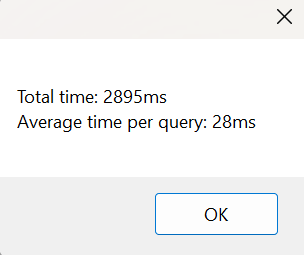 Total time: 2895ms
Average time per query: 28ms
OK